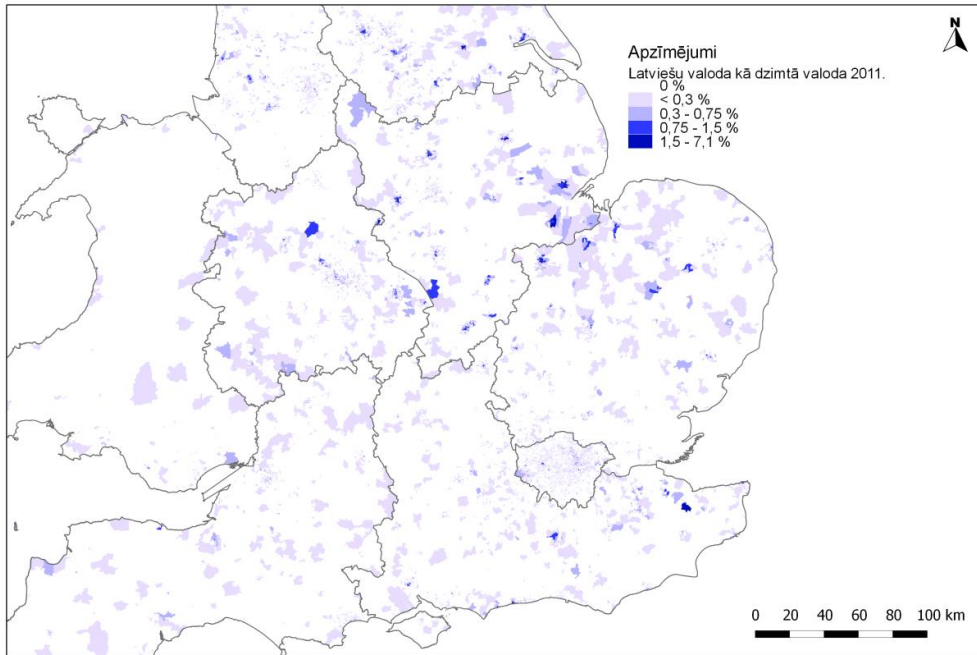 N
Apzīmējumi
Latviešu valoda kā dzimtā valoda 2011.
0 %
< 0,3 %
0,3 - 0,75 %
0,75 - 1,5 %
1,5 - 7,1 %
0 20 40 60 80 100 km